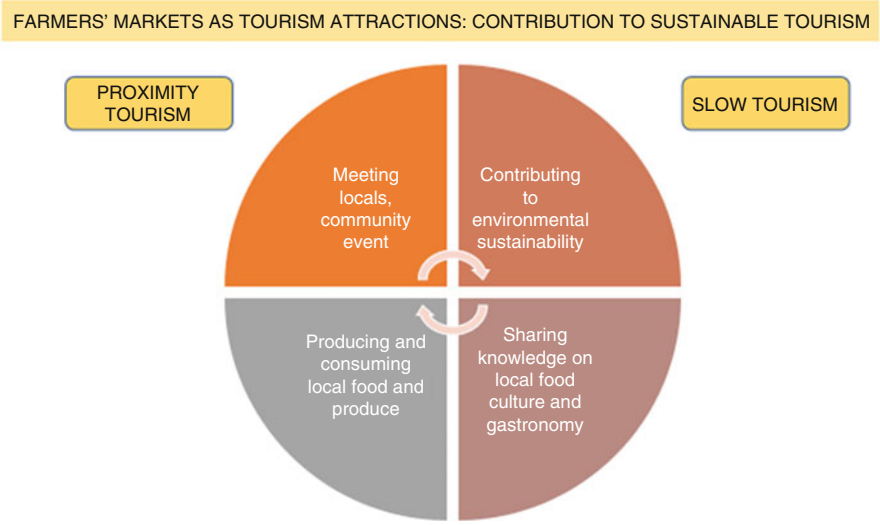 FARMERS' MARKETS AS TOURISM ATTRACTIONS: CONTRIBUTION TO SUSTAINABLE TOURISM
PROXIMITY
TOURISM
SLOW TOURISM
Meeting
locals,
community
event
Contributing
to
environmental
sustainability
Producing and
consuming
local food and
produce
Sharing
knowledge on
local food
culture and
gastronomy